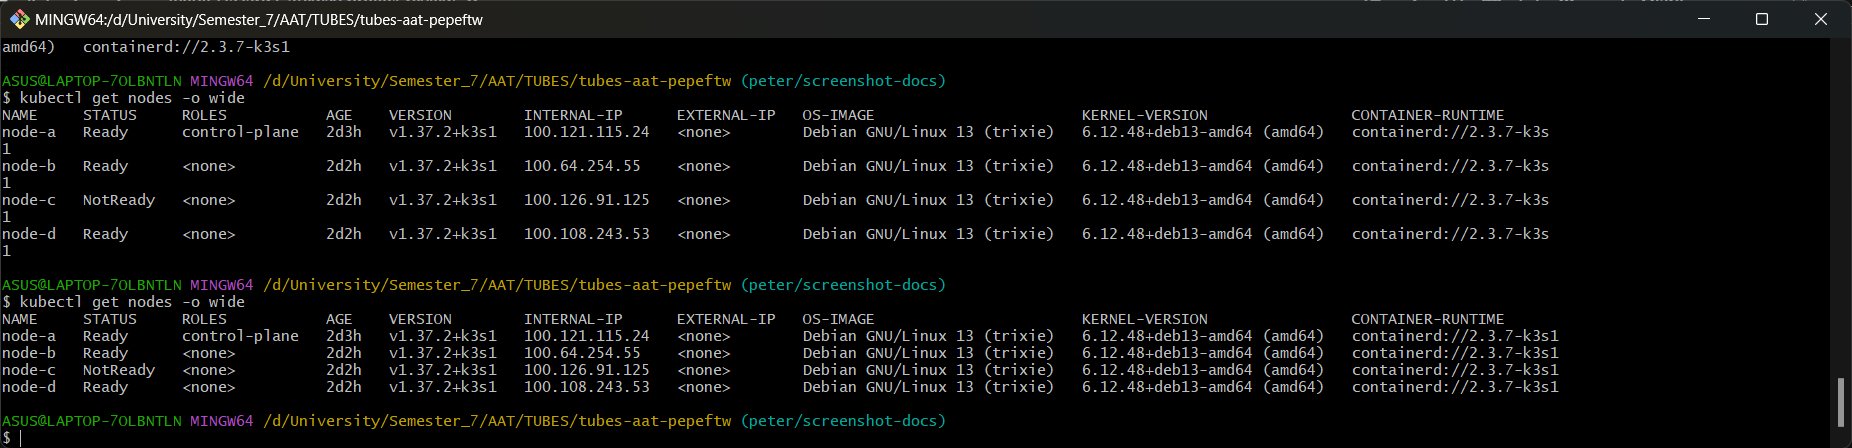 MINGW64:/d/University/Semester_7/AAT/TUBES/tubes-aat-pepeftw
amd64)   containerd://2.3.7-k3s1
ASUS@LAPTOP-7OLBNTLN MINGW64 /d/University/Semester_7/AAT/TUBES/tubes-aat-pepeftw (peter/screenshot-docs)
$ kubectl get nodes -o wide
NAME     STATUS     ROLES           AGE    VERSION        INTERNAL-IP      EXTERNAL-IP   OS-IMAGE                       KERNEL-VERSION                  CONTAINER-RUNTIME
node-a   Ready      control-plane   2d3h   v1.37.2+k3s1   100.121.115.24   <none>        Debian GNU/Linux 13 (trixie)   6.12.48+deb13-amd64 (amd64)   containerd://2.3.7-k3s
1
node-b   Ready      <none>          2d2h   v1.37.2+k3s1   100.64.254.55    <none>        Debian GNU/Linux 13 (trixie)   6.12.48+deb13-amd64 (amd64)   containerd://2.3.7-k3s
1
node-c   NotReady   <none>          2d2h   v1.37.2+k3s1   100.126.91.125   <none>        Debian GNU/Linux 13 (trixie)   6.12.48+deb13-amd64 (amd64)   containerd://2.3.7-k3s
1
node-d   Ready      <none>          2d2h   v1.37.2+k3s1   100.108.243.53   <none>        Debian GNU/Linux 13 (trixie)   6.12.48+deb13-amd64 (amd64)   containerd://2.3.7-k3s
1
ASUS@LAPTOP-7OLBNTLN MINGW64 /d/University/Semester_7/AAT/TUBES/tubes-aat-pepeftw (peter/screenshot-docs)
$ kubectl get nodes -o wide
NAME     STATUS     ROLES           AGE    VERSION        INTERNAL-IP      EXTERNAL-IP   OS-IMAGE                       KERNEL-VERSION                  CONTAINER-RUNTIME
node-a   Ready      control-plane   2d3h   v1.37.2+k3s1   100.121.115.24   <none>        Debian GNU/Linux 13 (trixie)   6.12.48+deb13-amd64 (amd64)   containerd://2.3.7-k3s1
node-b   Ready      <none>          2d2h   v1.37.2+k3s1   100.64.254.55    <none>        Debian GNU/Linux 13 (trixie)   6.12.48+deb13-amd64 (amd64)   containerd://2.3.7-k3s1
node-c   NotReady   <none>          2d2h   v1.37.2+k3s1   100.126.91.125   <none>        Debian GNU/Linux 13 (trixie)   6.12.48+deb13-amd64 (amd64)   containerd://2.3.7-k3s1
node-d   Ready      <none>          2d2h   v1.37.2+k3s1   100.108.243.53   <none>        Debian GNU/Linux 13 (trixie)   6.12.48+deb13-amd64 (amd64)   containerd://2.3.7-k3s1
ASUS@LAPTOP-7OLBNTLN MINGW64 /d/University/Semester_7/AAT/TUBES/tubes-aat-pepeftw (peter/screenshot-docs)
$